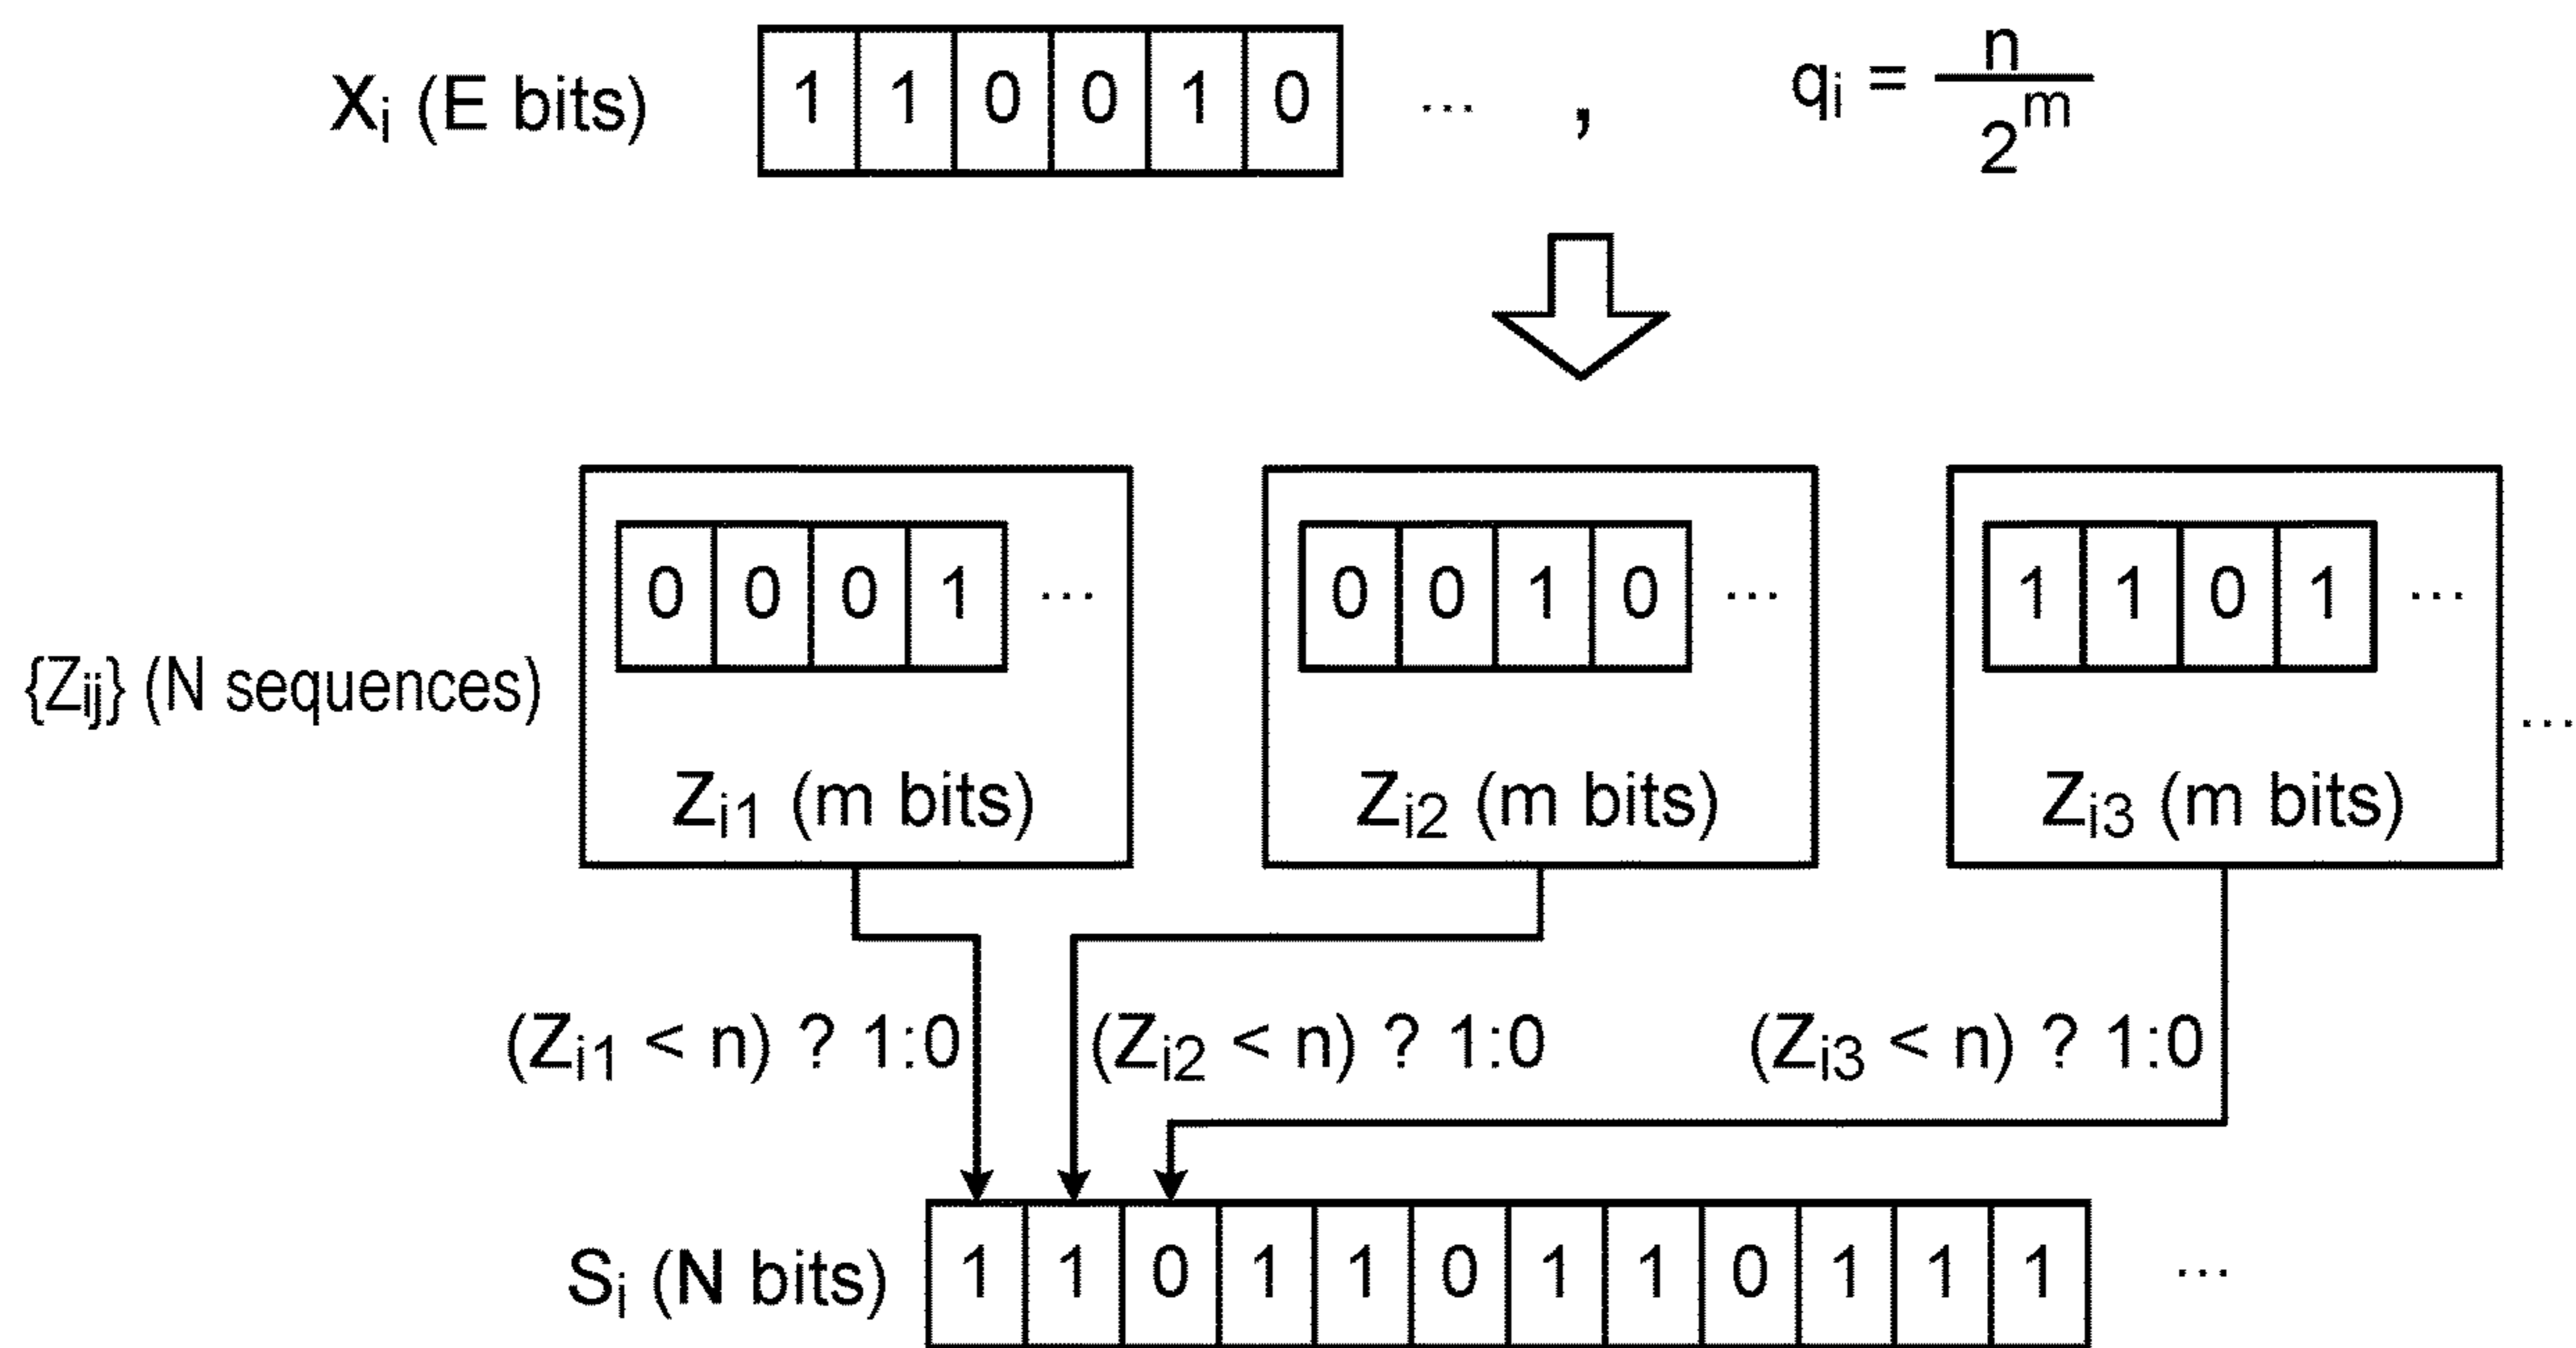 Xi (E bits) 1 1 0 0 1 0 ... , qi = n / 2^m
0 0 0 1 ... 0 0 1 0 ... 1 1 0 1 ...
{Zij} (N sequences) ...
Zi1 (m bits) Zi2 (m bits) Zi3 (m bits)
(Zi1 < n) ? 1:0 (Zi2 < n) ? 1:0 (Zi3 < n) ? 1:0
Si (N bits) 1 1 0 1 1 0 1 1 0 1 1 1 ...